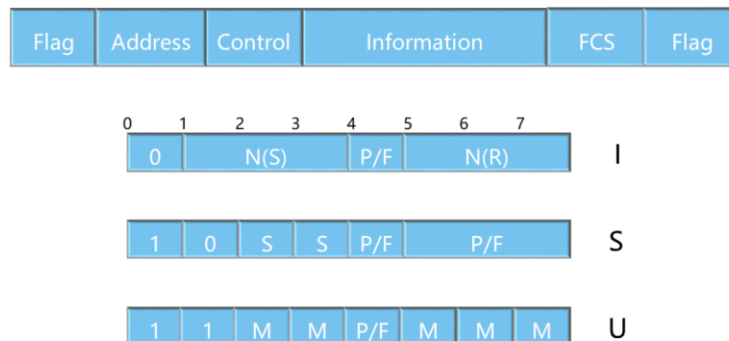 Flag Address Control Information FCS Flag
0 1 2 3 4 5 6 7
0 N(S) P/F N(R) I
1 0 S S P/F P/F S
1 1 M M P/F M M M U